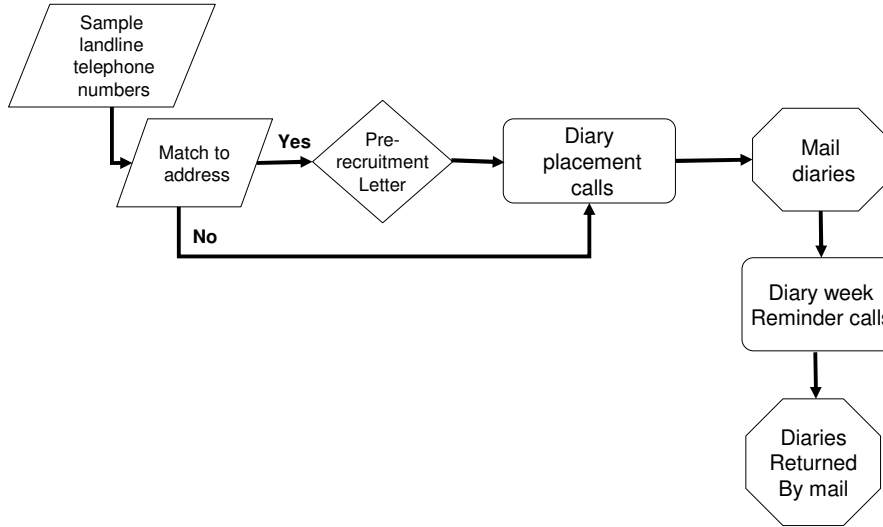 Sample
landline
telephone
numbers
Match to
address
Yes
No
Pre-
recruitment
Letter
Diary
placement
calls
Mail
diaries
Diary week
Reminder calls
Diaries
Returned
By mail